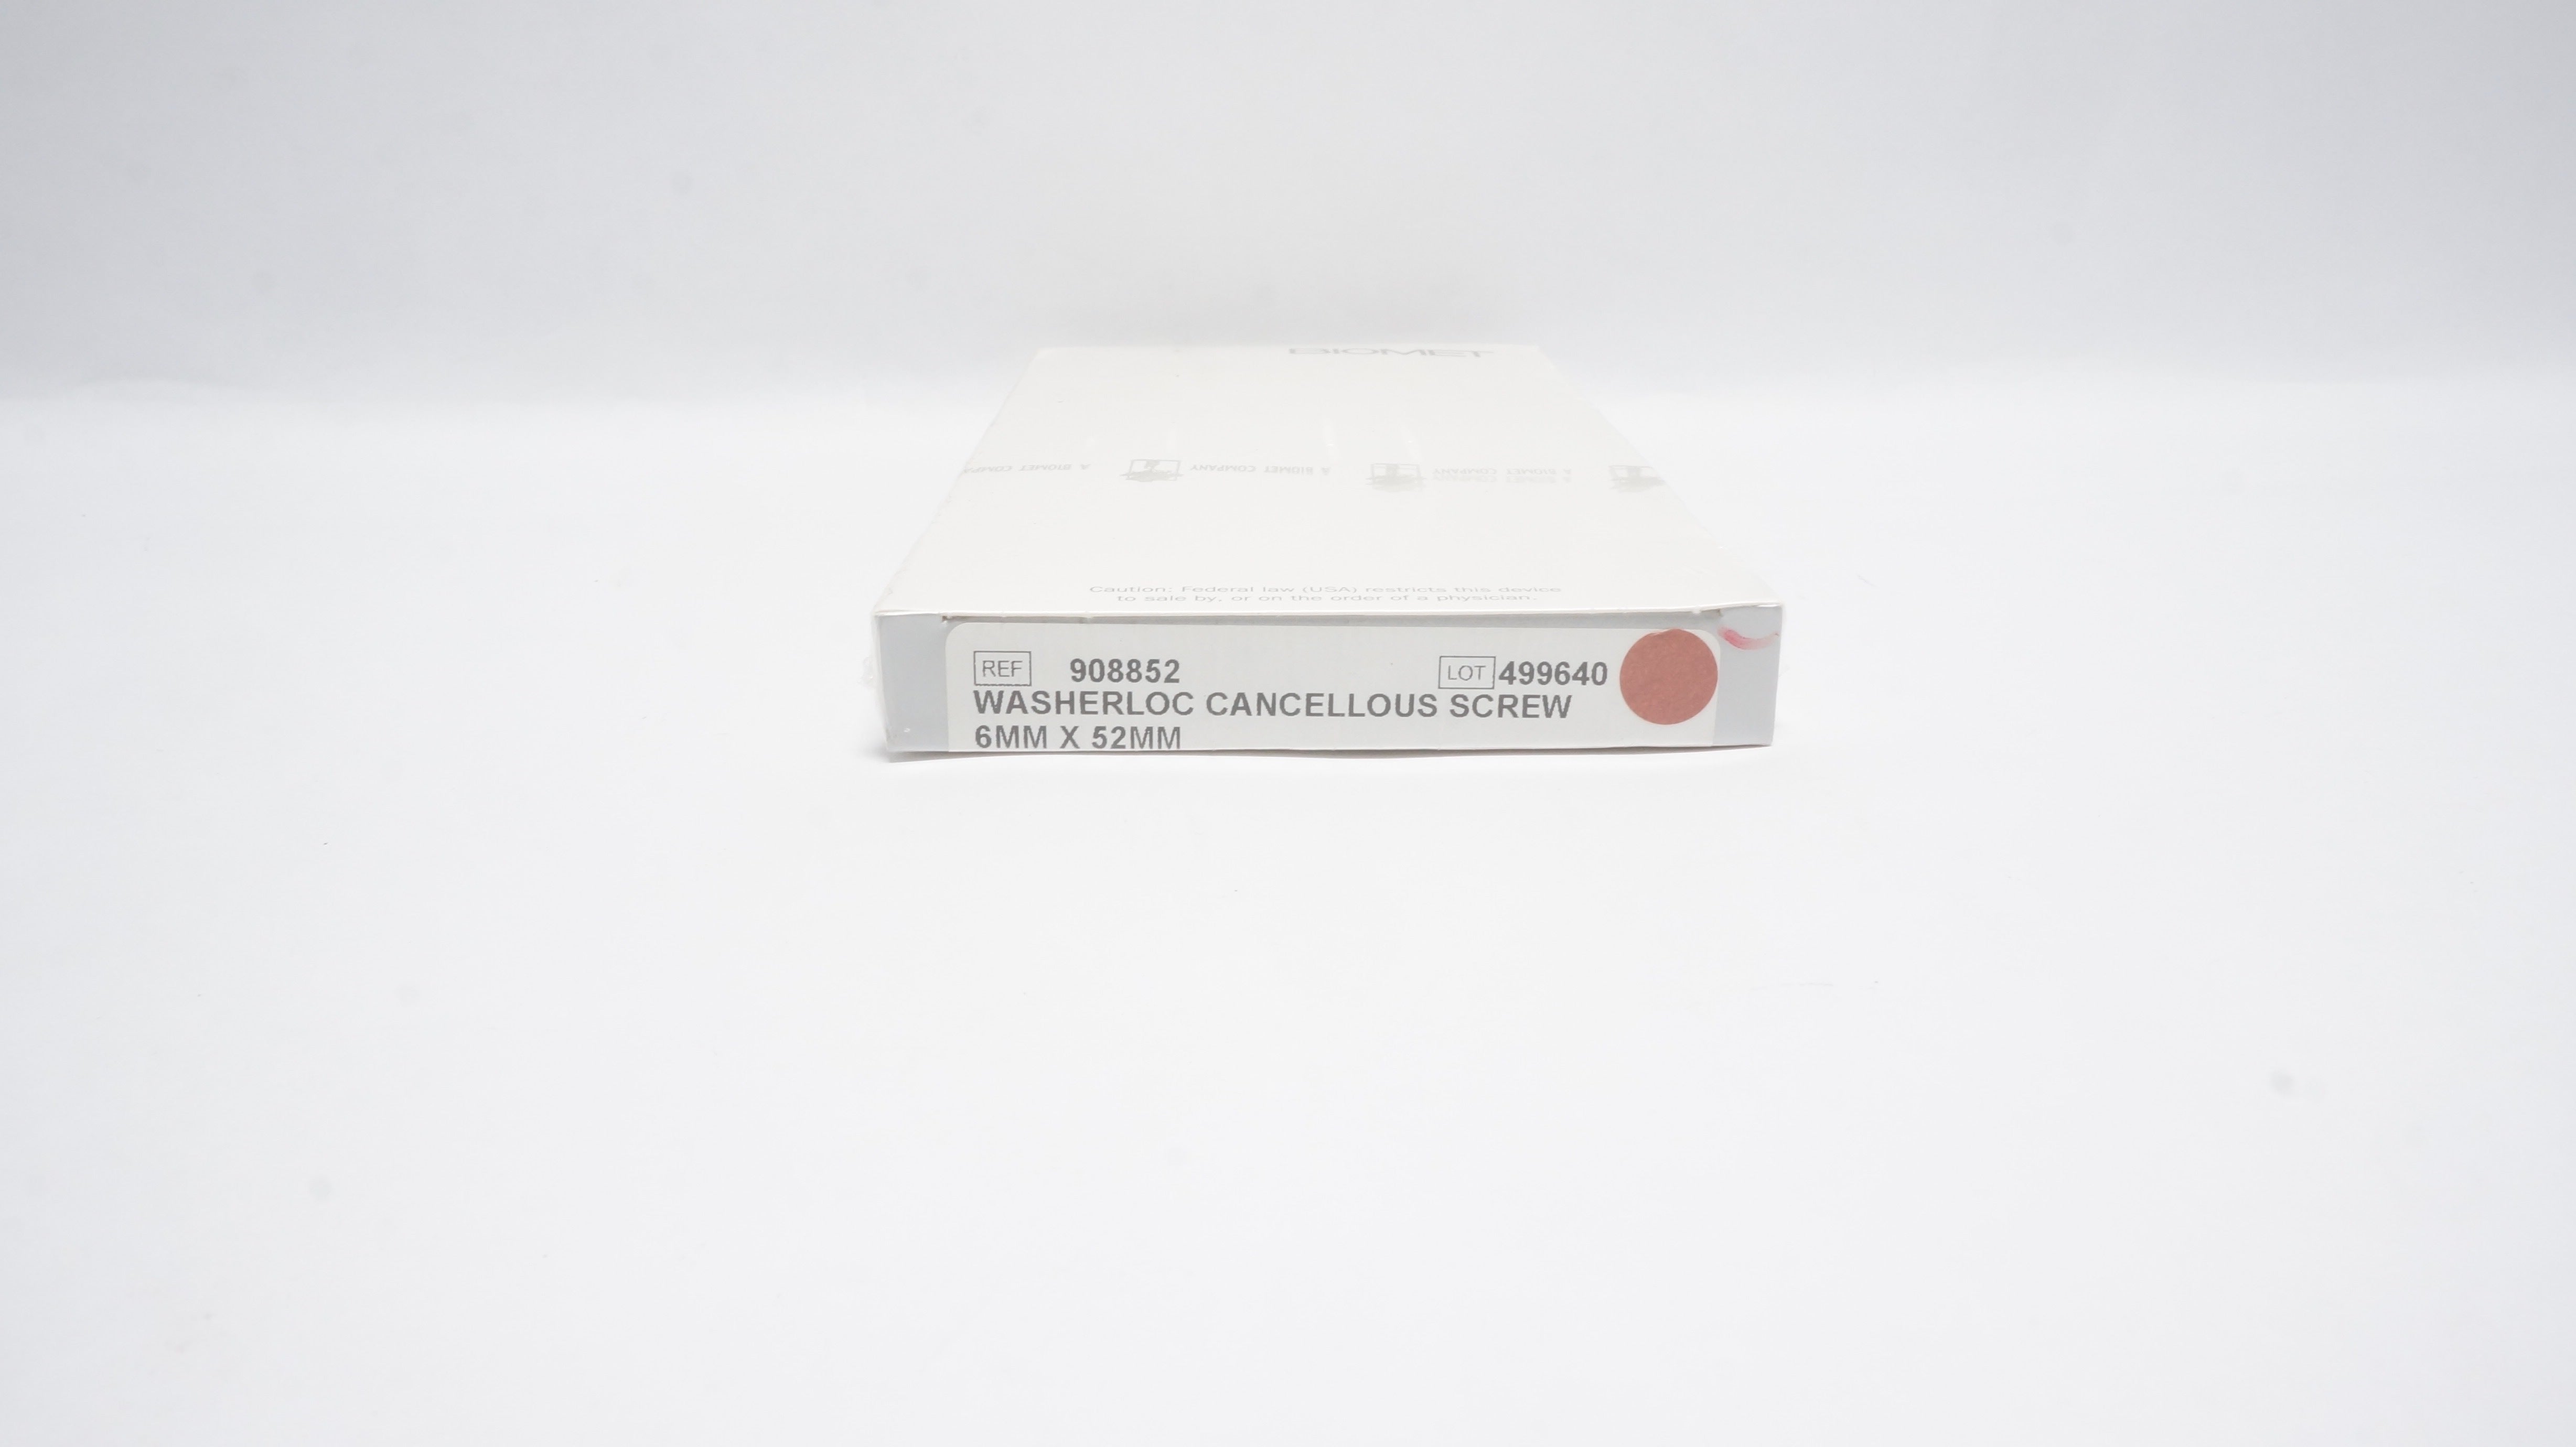 BIOMET
A BIOMET COMPANY A BIOMET COMPANY A BIOMET
Caution: Federal law (USA) restricts this device
to sale by, or on the order of a physician.
REF 908852 LOT 499640
WASHERLOC CANCELLOUS SCREW
6MM X 52MM